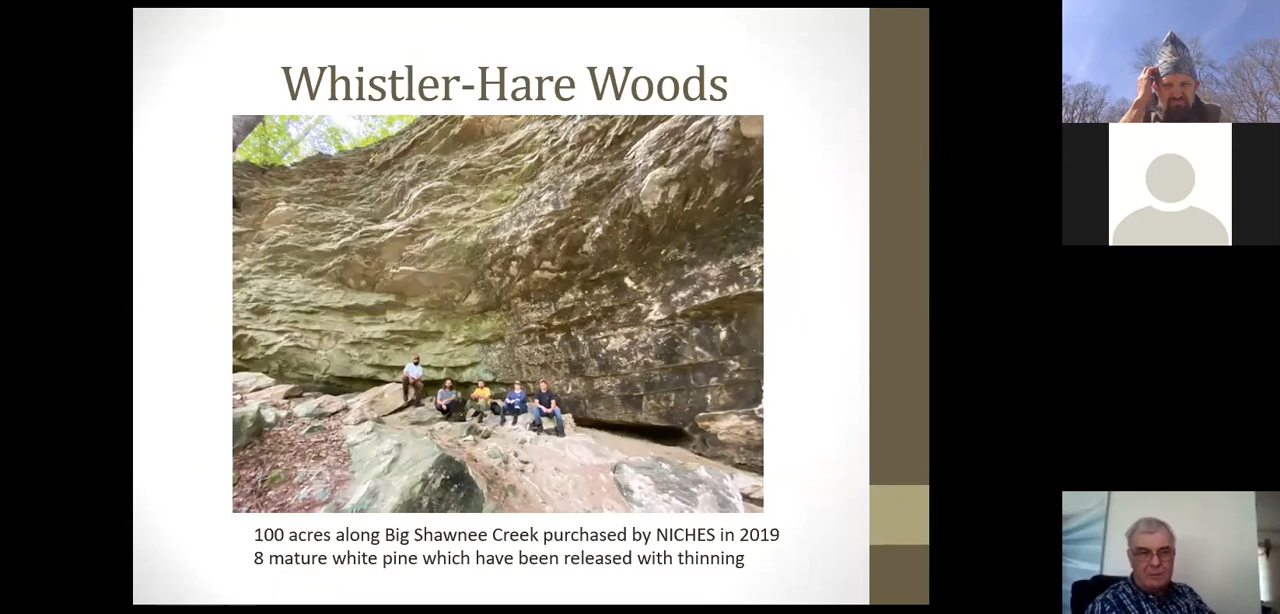 Whistler-Hare Woods
100 acres along Big Shawnee Creek purchased by NICHES in 2019
8 mature white pine which have been released with thinning